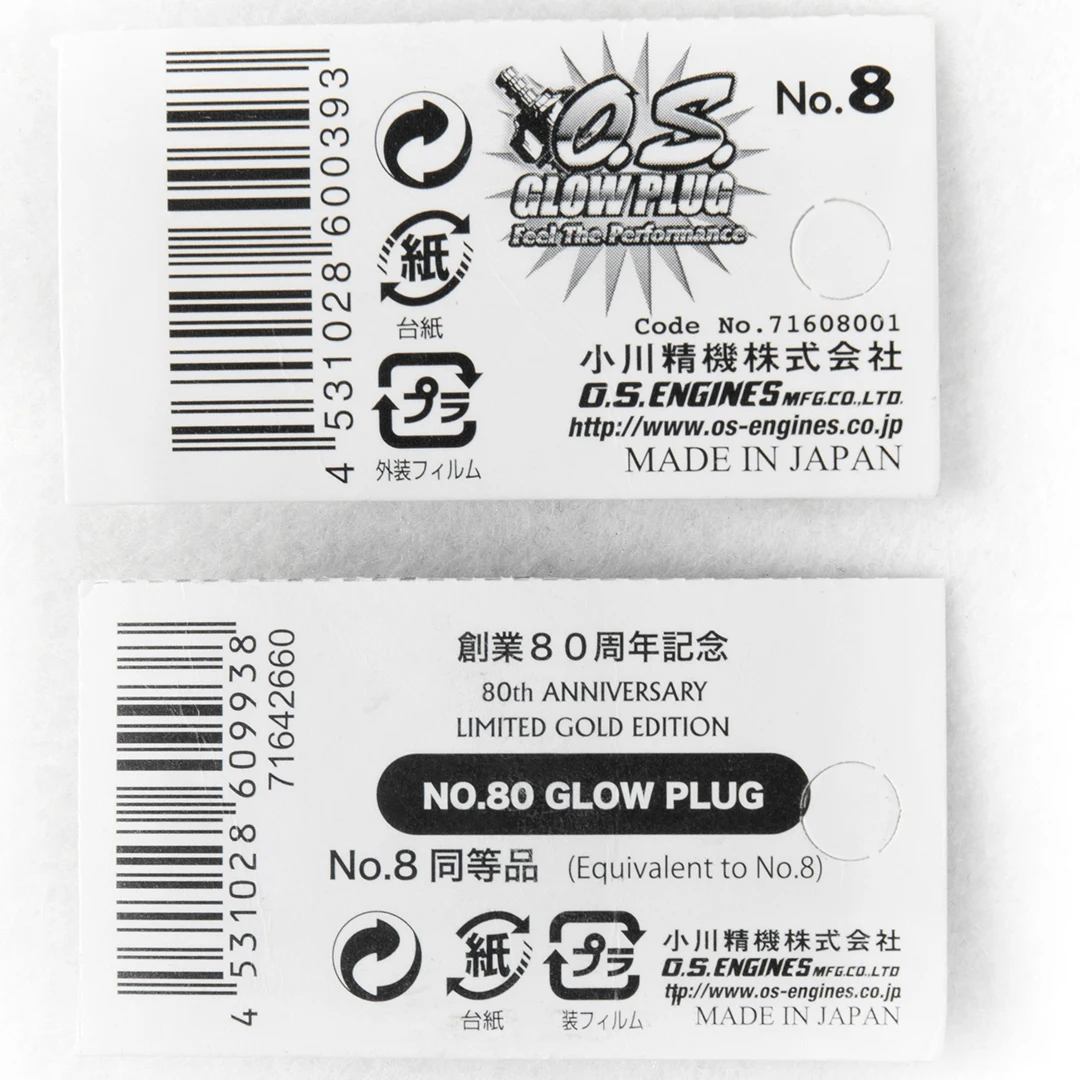 No.8
O.S.
GLOW PLUG
Feel The Performance
4 531028 600393
紙
台紙
プラ
外装フィルム
Code No.71608001
小川精機株式会社
O.S.ENGINES MFG.CO.,LTD.
http://www.os-engines.co.jp
MADE IN JAPAN
4 531028 609938
71642660
創業80周年記念
80th ANNIVERSARY
LIMITED GOLD EDITION
NO.80 GLOW PLUG
No.8 同等品 (Equivalent to No.8)
紙
台紙
プラ
装フィルム
小川精機株式会社
O.S.ENGINES MFG.CO.,LTD
ttp://www.os-engines.co.jp
MADE IN JAPAN